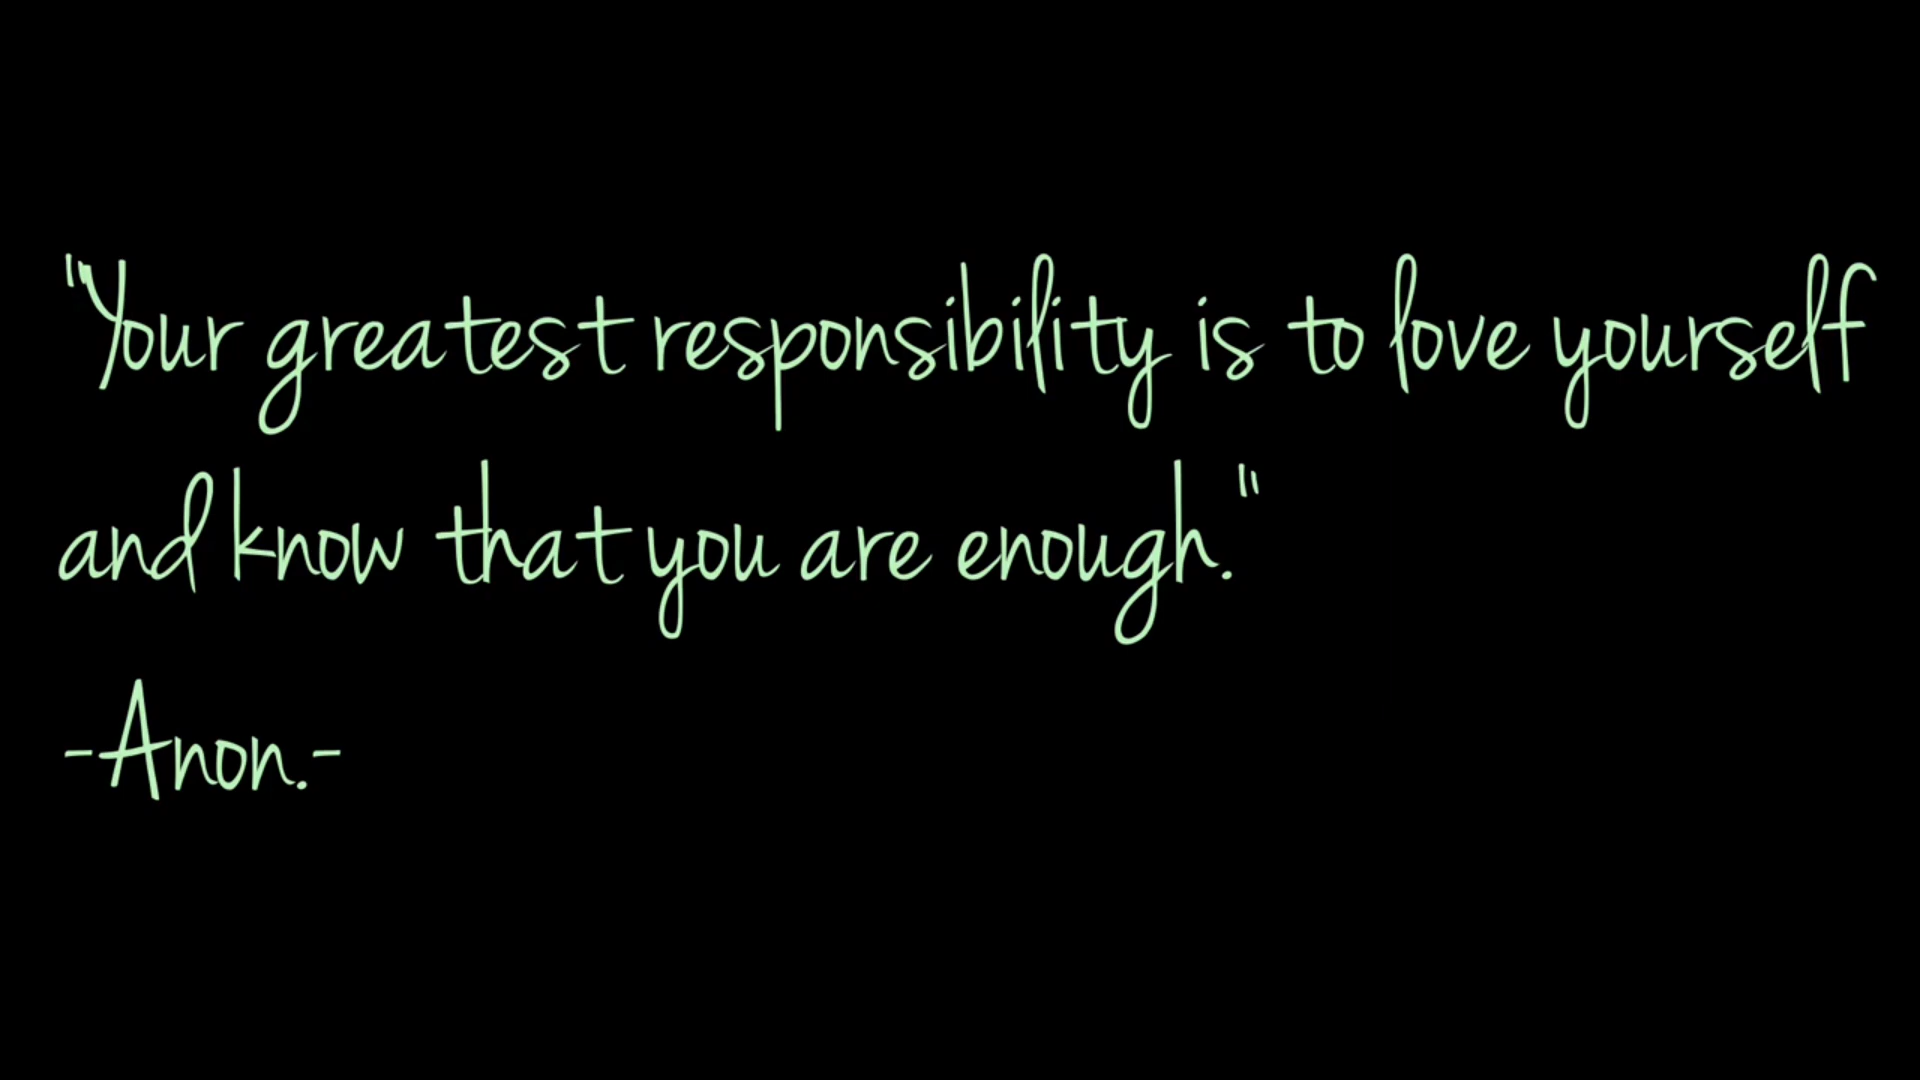 "Your greatest responsibility is to love yourself
and know that you are enough."
-Anon.-